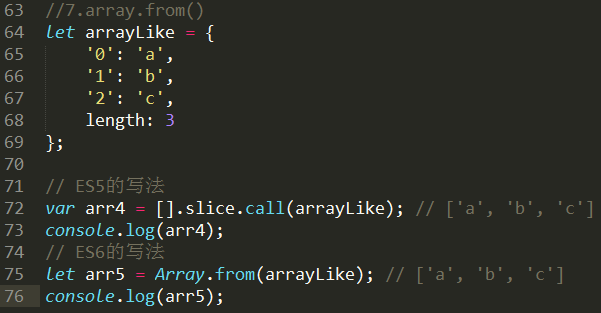 63 //7.array.from()
64 let arrayLike = {
65     '0': 'a',
66     '1': 'b',
67     '2': 'c',
68     length: 3
69 };
70
71 // ES5的写法
72 var arr4 = [].slice.call(arrayLike); // ['a', 'b', 'c']
73 console.log(arr4);
74 // ES6的写法
75 let arr5 = Array.from(arrayLike); // ['a', 'b', 'c']
76 console.log(arr5);